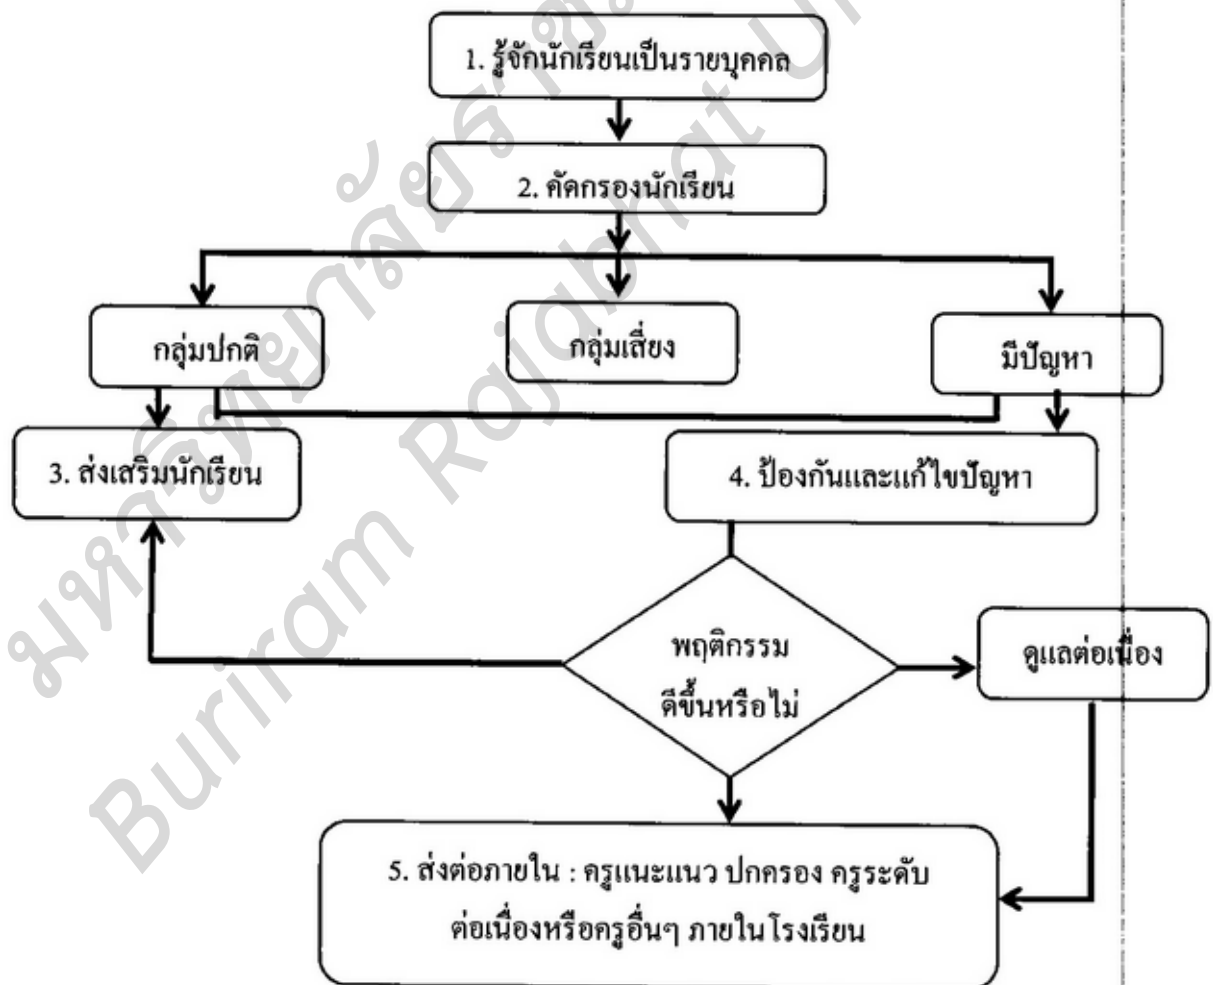 1. รู้จักนักเรียนเป็นรายบุคคล
2. คัดกรองนักเรียน
กลุ่มปกติ
กลุ่มเสี่ยง
มีปัญหา
3. ส่งเสริมนักเรียน
4. ป้องกันและแก้ไขปัญหา
พฤติกรรม
ดีขึ้นหรือไม่
ดูแลต่อเนื่อง
5. ส่งต่อภายใน : ครูแนะแนว ปกครอง ครูระดับ
ต่อเนื่องหรือครูอื่นๆ ภายในโรงเรียน
Buriram Rajabhat